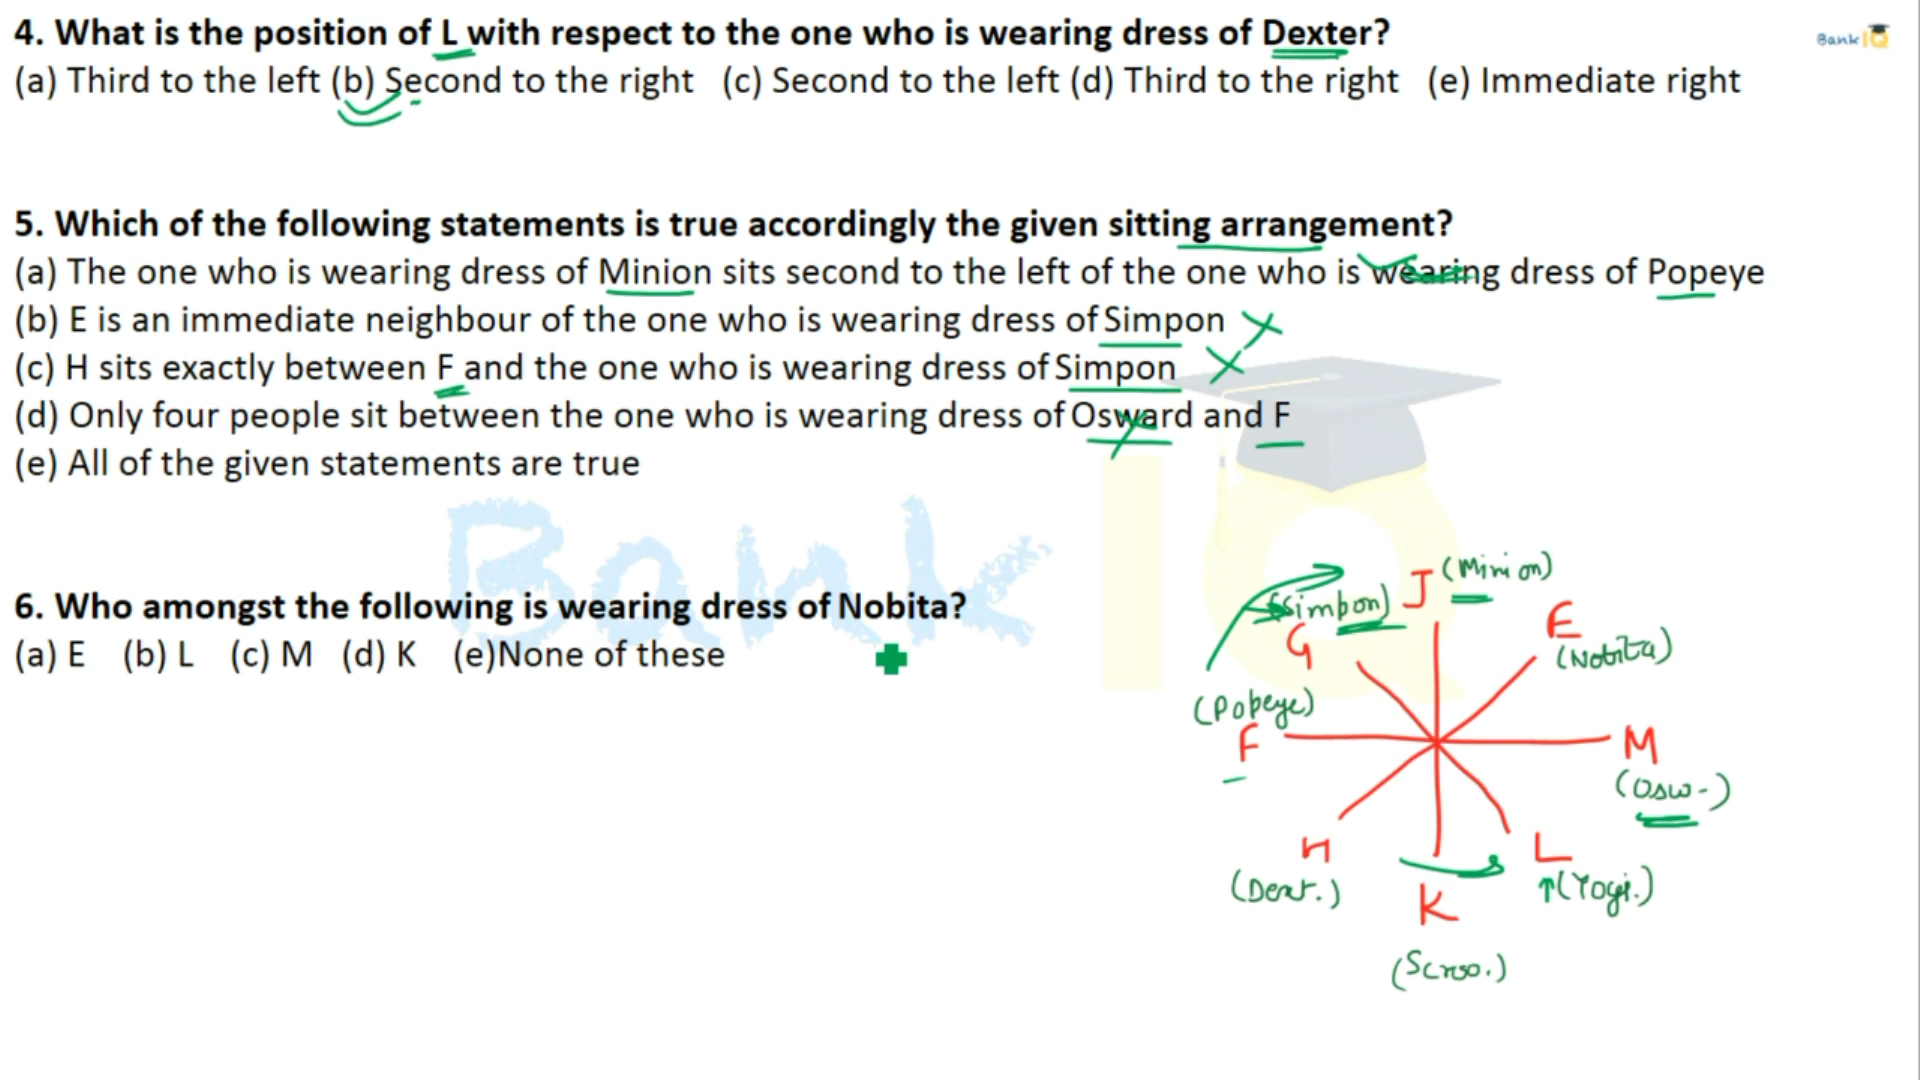 4. What is the position of L with respect to the one who is wearing dress of Dexter?
Bank IQ
(a) Third to the left (b) Second to the right (c) Second to the left (d) Third to the right (e) Immediate right
5. Which of the following statements is true accordingly the given sitting arrangement?
(a) The one who is wearing dress of Minion sits second to the left of the one who is wearing dress of Popeye
(b) E is an immediate neighbour of the one who is wearing dress of Simpon
(c) H sits exactly between F and the one who is wearing dress of Simpon
(d) Only four people sit between the one who is wearing dress of Osward and F
(e) All of the given statements are true
Bank IQ
6. Who amongst the following is wearing dress of Nobita?
(a) E (b) L (c) M (d) K (e)None of these
J (Minion)
(Simpon)
G
E
(Nobita)
(Popeye)
F
M
(Osw-)
H
L
(Dext.)
K
(Yogi.)
(Scroo.)